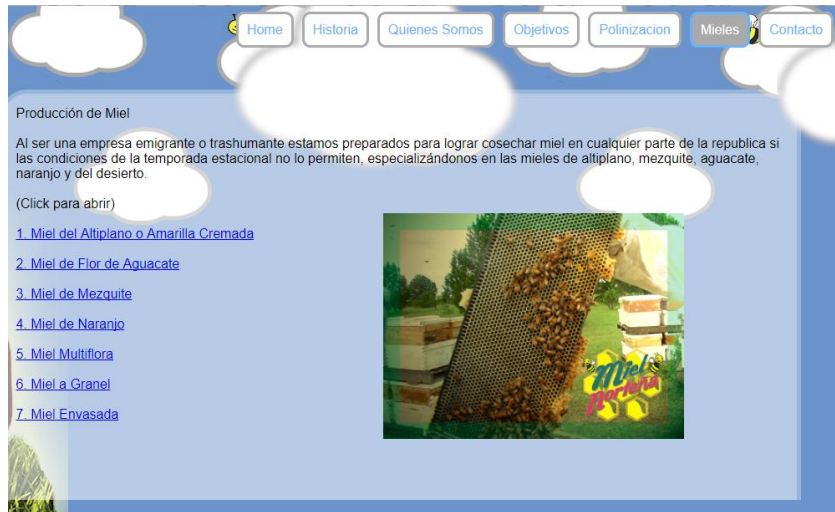 Home
Historia
Quienes Somos
Objetivos
Polinizacion
Mieles
Contacto
Producción de Miel
Al ser una empresa emigrante o trashumante estamos preparados para lograr cosechar miel en cualquier parte de la republica si
las condiciones de la temporada estacional no lo permiten, especializándonos en las mieles de altiplano, mezquite, aguacate,
naranjo y del desierto.
(Click para abrir)
1. Miel del Altiplano o Amarilla Cremada
2. Miel de Flor de Aguacate
3. Miel de Mezquite
4. Miel de Naranjo
5. Miel Multiflora
6. Miel a Granel
7. Miel Envasada
Miel
Norteña